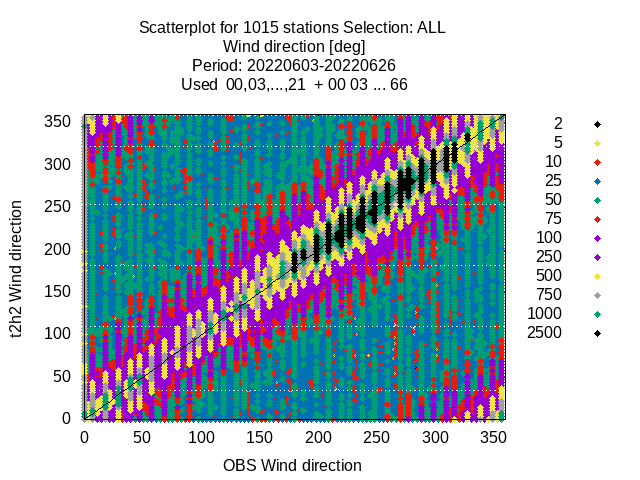 Scatterplot for 1015 stations Selection: ALL
Wind direction [deg]
Period: 20220603-20220626
Used  00,03,...,21  + 00 03 ... 66
350
300
250
200
150
100
50
0
t2h2 Wind direction
0 50 100 150 200 250 300 350
OBS Wind direction
2
5
10
25
50
75
100
250
500
750
1000
2500